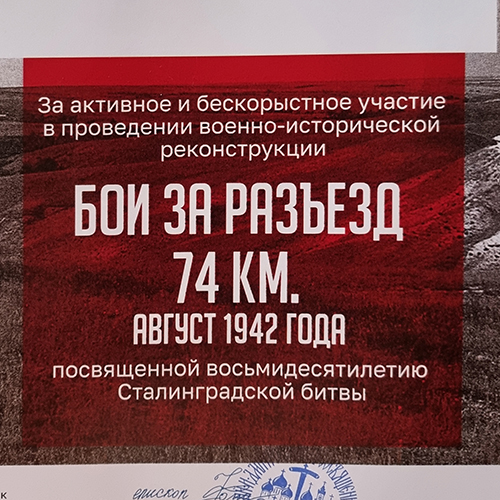 За активное и бескорыстное участие
в проведении военно-исторической
реконструкции
БОИ ЗА РАЗЪЕЗД
74 КМ.
АВГУСТ 1942 ГОДА
посвященной восьмидесятилетию
Сталинградской битвы
епископ
к